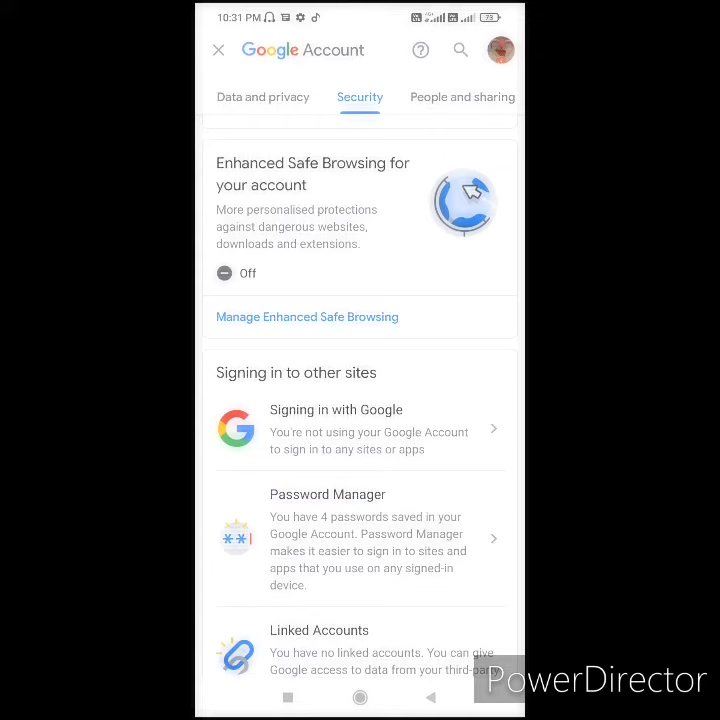 10:31 PM 73
Google Account
Data and privacy Security People and sharing
Enhanced Safe Browsing for
your account
More personalised protections
against dangerous websites,
downloads and extensions.
Off
Manage Enhanced Safe Browsing
Signing in to other sites
Signing in with Google
You're not using your Google Account
to sign in to any sites or apps
Password Manager
You have 4 passwords saved in your
Google Account. Password Manager
makes it easier to sign in to sites and
apps that you use on any signed-in
device.
Linked Accounts
You have no linked accounts. You can give
Google access to data from your third-party
PowerDirector